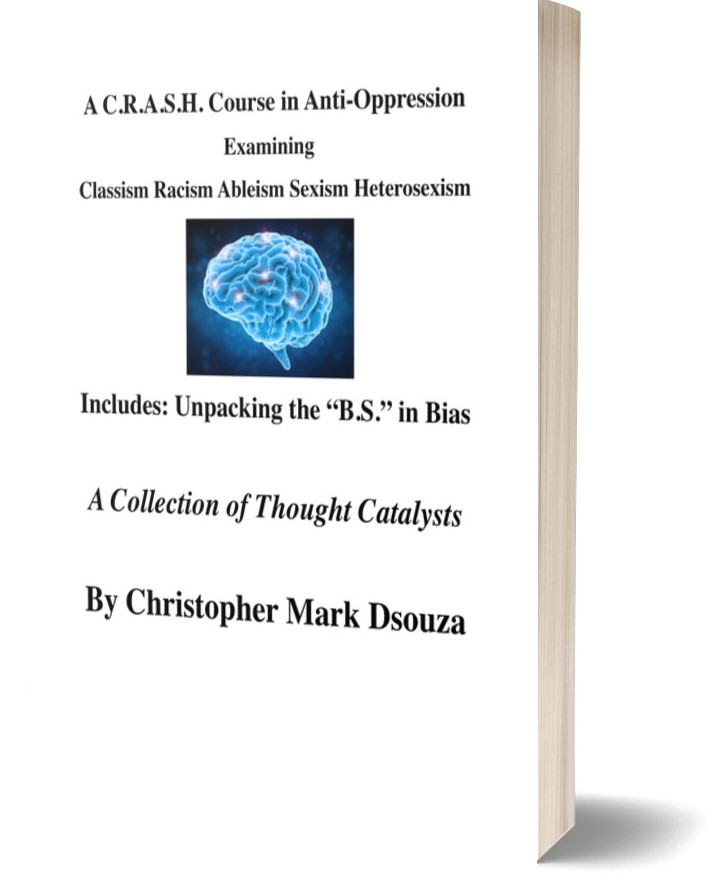 A C.R.A.S.H. Course in Anti-Oppression
Examining
Classism Racism Ableism Sexism Heterosexism
Includes: Unpacking the “B.S.” in Bias
A Collection of Thought Catalysts
By Christopher Mark Dsouza